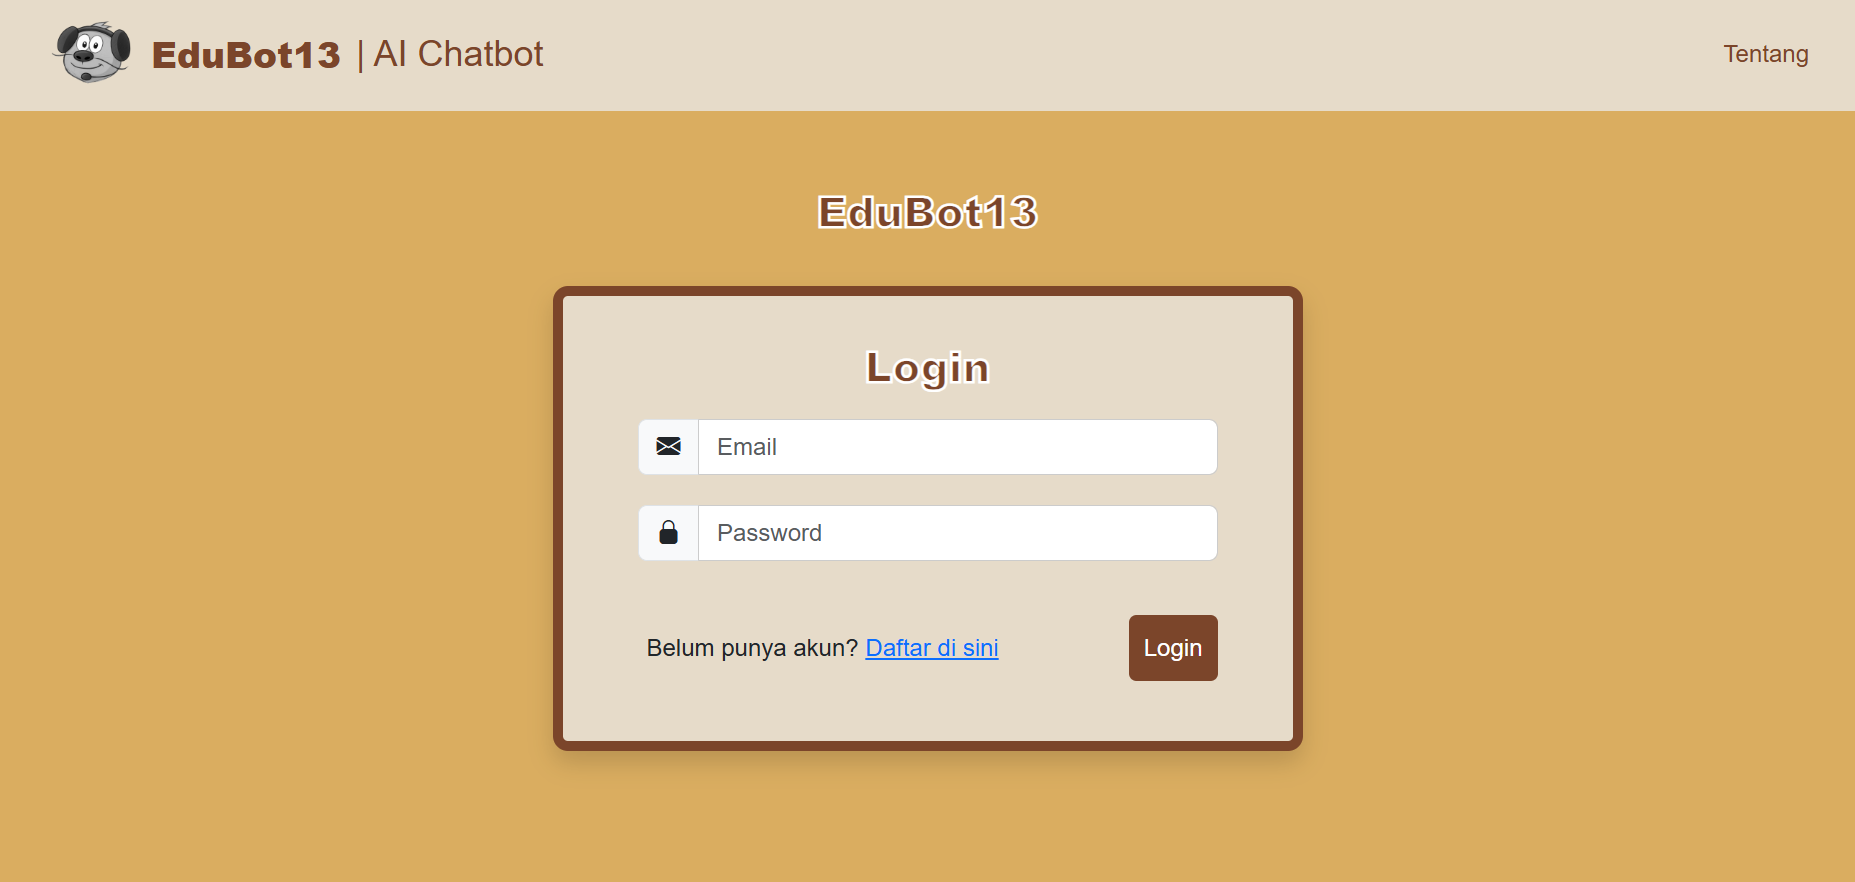 EduBot13 | AI Chatbot
Tentang
EduBot13
Login
Email
Password
Belum punya akun? Daftar di sini
Login